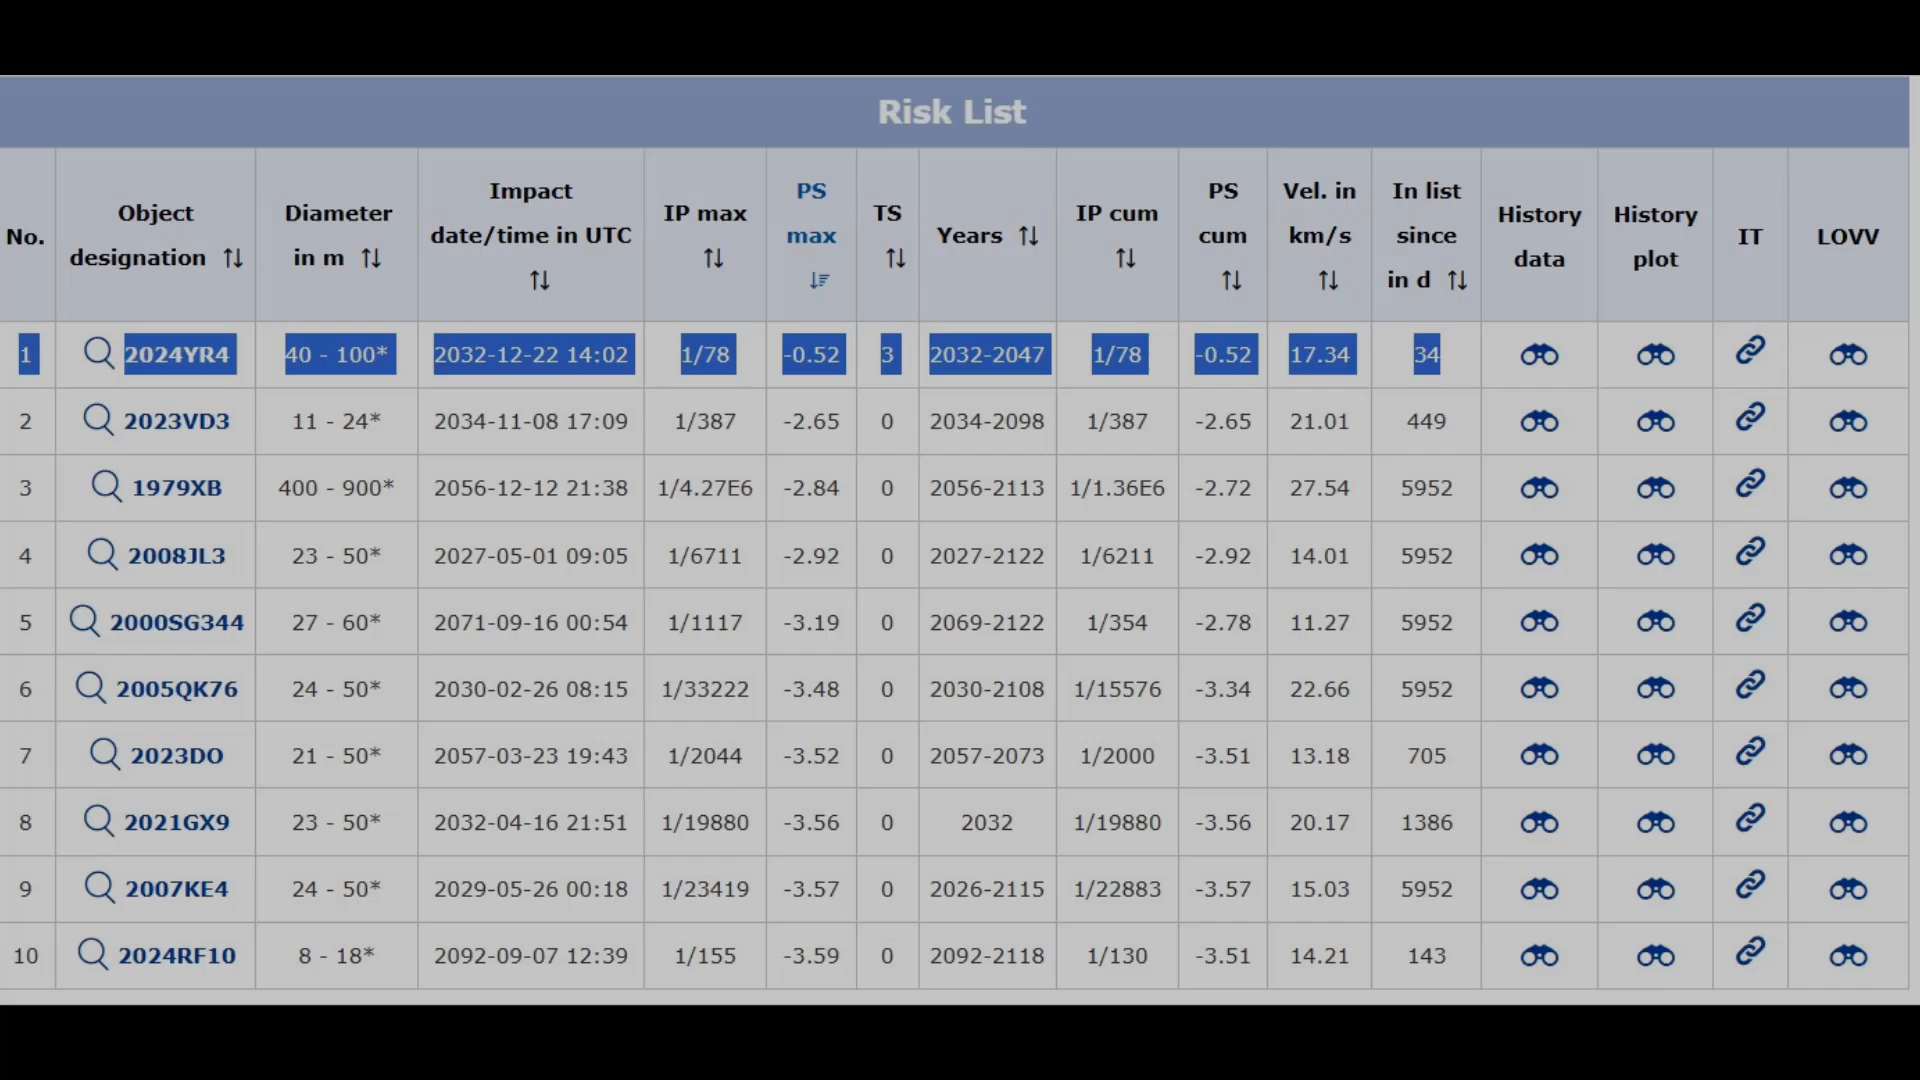 Risk List
No. Object designation Diameter in m Impact date/time in UTC IP max PS max TS Years IP cum PS cum Vel. in km/s In list since in d History data History plot IT LOVV
1 2024YR4 40 - 100* 2032-12-22 14:02 1/78 -0.52 3 2032-2047 1/78 -0.52 17.34 34
2 2023VD3 11 - 24* 2034-11-08 17:09 1/387 -2.65 0 2034-2098 1/387 -2.65 21.01 449
3 1979XB 400 - 900* 2056-12-12 21:38 1/4.27E6 -2.84 0 2056-2113 1/1.36E6 -2.72 27.54 5952
4 2008JL3 23 - 50* 2027-05-01 09:05 1/6711 -2.92 0 2027-2122 1/6211 -2.92 14.01 5952
5 2000SG344 27 - 60* 2071-09-16 00:54 1/1117 -3.19 0 2069-2122 1/354 -2.78 11.27 5952
6 2005QK76 24 - 50* 2030-02-26 08:15 1/33222 -3.48 0 2030-2108 1/15576 -3.34 22.66 5952
7 2023DO 21 - 50* 2057-03-23 19:43 1/2044 -3.52 0 2057-2073 1/2000 -3.51 13.18 705
8 2021GX9 23 - 50* 2032-04-16 21:51 1/19880 -3.56 0 2032 1/19880 -3.56 20.17 1386
9 2007KE4 24 - 50* 2029-05-26 00:18 1/23419 -3.57 0 2026-2115 1/22883 -3.57 15.03 5952
10 2024RF10 8 - 18* 2092-09-07 12:39 1/155 -3.59 0 2092-2118 1/130 -3.51 14.21 143